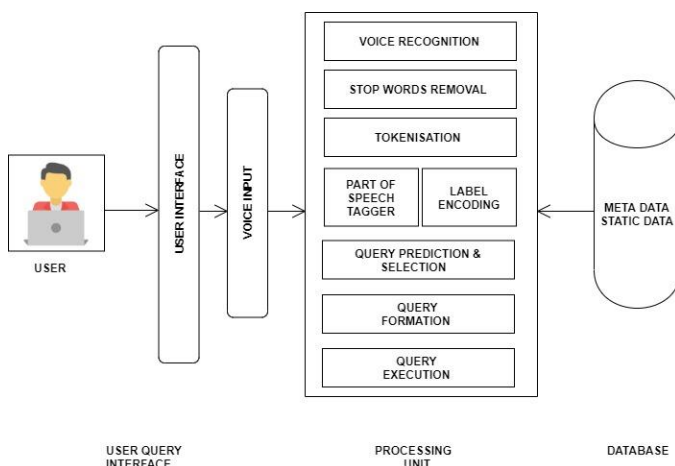 VOICE RECOGNITION
STOP WORDS REMOVAL
TOKENISATION
PART OF
SPEECH
TAGGER
LABEL
ENCODING
QUERY PREDICTION &
SELECTION
QUERY
FORMATION
QUERY
EXECUTION
USER INTERFACE
VOICE INPUT
META DATA
STATIC DATA
USER
USER QUERY
INTERFACE
PROCESSING
UNIT
DATABASE